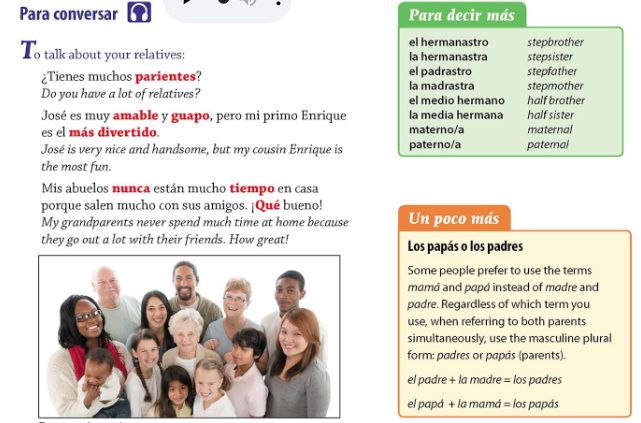 Para conversar
To talk about your relatives:
¿Tienes muchos parientes?
Do you have a lot of relatives?
José es muy amable y guapo, pero mi primo Enrique
es el más divertido.
José is very nice and handsome, but my cousin Enrique is
the most fun.
Mis abuelos nunca están mucho tiempo en casa
porque salen mucho con sus amigos. ¡Qué bueno!
My grandparents never spend much time at home because
they go out a lot with their friends. How great!
Para decir más
el hermanastro stepbrother
la hermanastra stepsister
el padrastro stepfather
la madrastra stepmother
el medio hermano half brother
la media hermana half sister
materno/a maternal
paterno/a paternal
Un poco más
Los papás o los padres
Some people prefer to use the terms
mamá and papá instead of madre and
padre. Regardless of which term you
use, when referring to both parents
simultaneously, use the masculine plural
form: padres or papás (parents).
el padre + la madre = los padres
el papá + la mamá = los papás